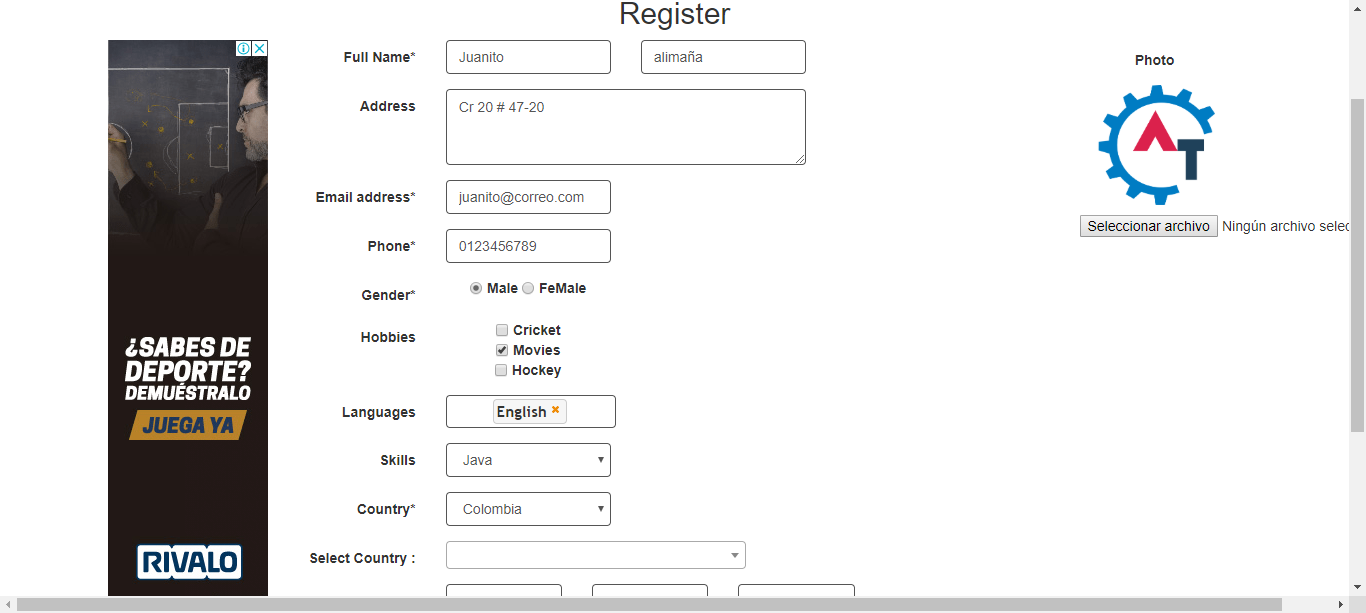 Register
Full Name*
Juanito
alimaña
Photo
Address
Cr 20 # 47-20
AT
Email address*
juanito@correo.com
Seleccionar archivo
Ningún archivo selec
Phone*
0123456789
Gender*
Male
FeMale
Hobbies
Cricket
Movies
Hockey
Languages
English
Skills
Java
Country*
Colombia
Select Country :
¿SABES DE
DEPORTE?
DEMUÉSTRALO
JUEGA YA
RIVALO